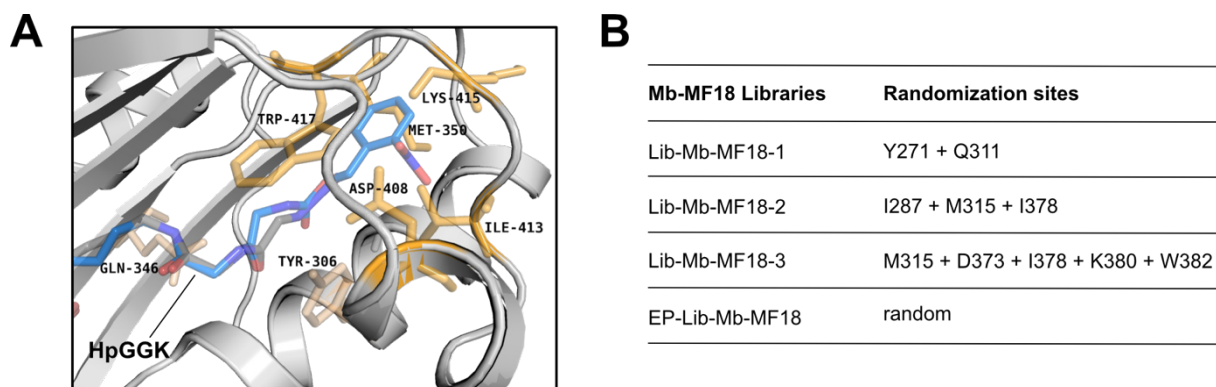 A
LYS-415
TRP-417
MET-350
ASP-408
ILE-413
GLN-346
TYR-306
HpGGK
B
Mb-MF18 Libraries Randomization sites
Lib-Mb-MF18-1 Y271 + Q311
Lib-Mb-MF18-2 I287 + M315 + I378
Lib-Mb-MF18-3 M315 + D373 + I378 + K380 + W382
EP-Lib-Mb-MF18 random